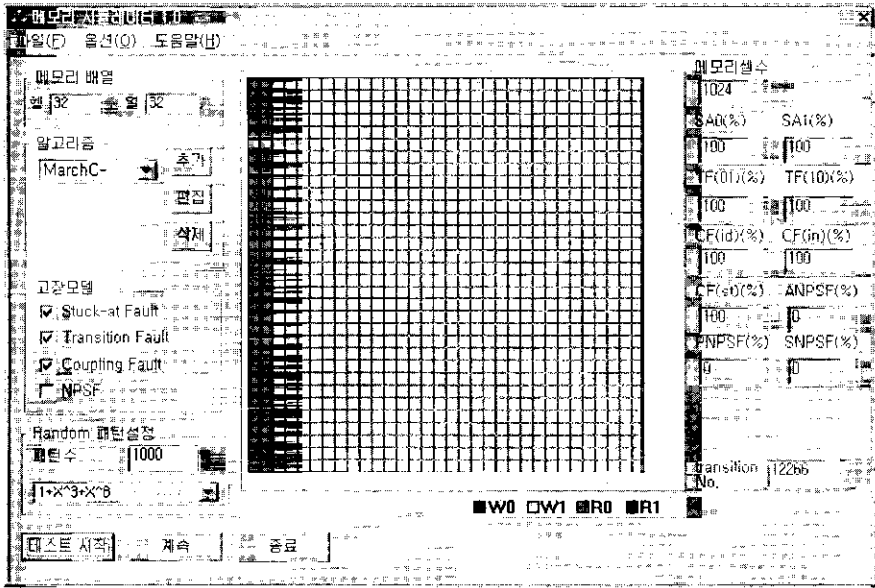 메모리 시뮬레이터 1.0
파일(F) 옵션(O) 도움말(H)
메모리 배열
행 32 열 32
알고리즘
MarchC-
추가
편집
삭제
고장모델
Stuck-at Fault
Transition Fault
Coupling Fault
NPSF
Random 패턴설정
패턴수 1000
1+X^3+X^8
테스트 시작 계속 종료
W0 W1 R0 R1
메모리셀수
1024
SA0(%) SA1(%)
100 100
TF(01)(%) TF(10)(%)
100 100
CF(id)(%) CF(in)(%)
100 100
CF(st)(%) ANPSF(%)
100 0
PNPSF(%) SNPSF(%)
0 0
transition No. 12266